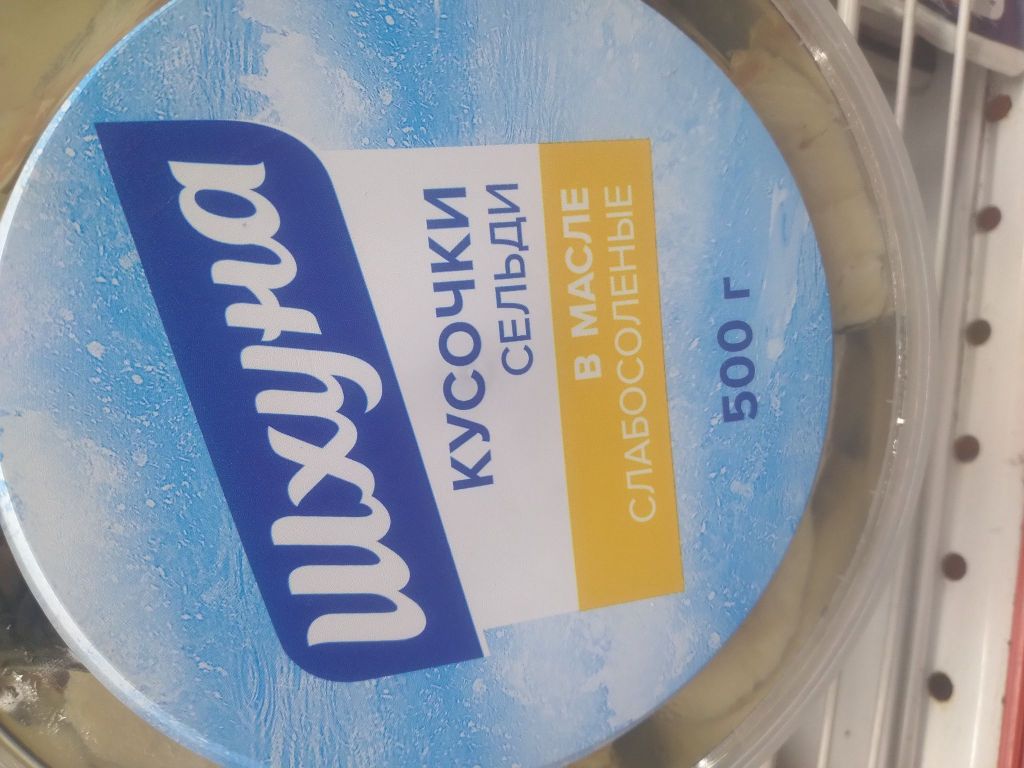 Шхуна
КУСОЧКИ
СЕЛЬДИ
В МАСЛЕ
СЛАБОСОЛЕНЫЕ
500 г